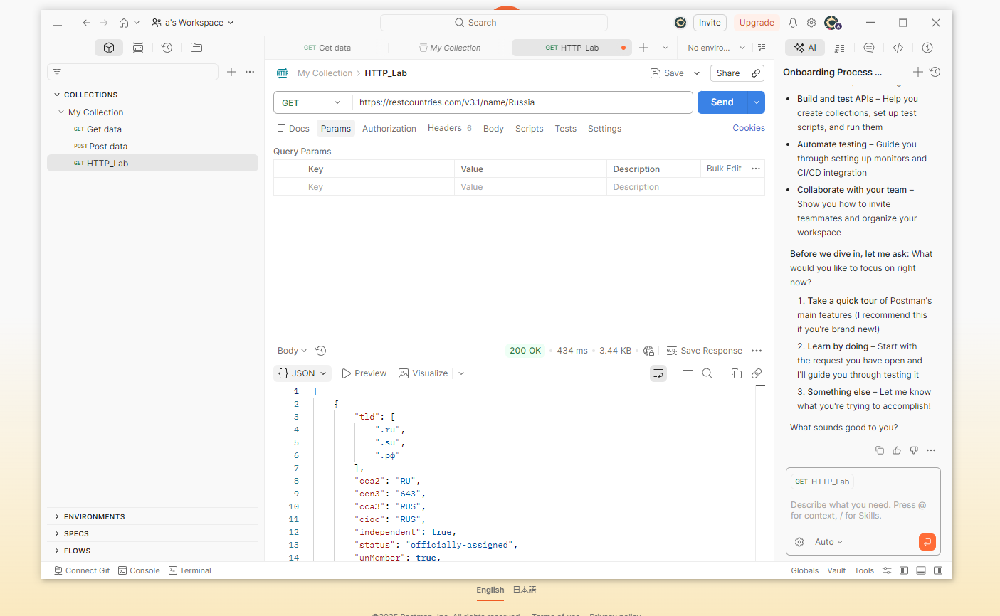 a's Workspace
Search
Invite
Upgrade
GET Get data
My Collection
GET HTTP_Lab
No enviro...
AI
My Collection › HTTP_Lab
Save
Share
Onboarding Process ...
COLLECTIONS
My Collection
GET Get data
POST Post data
GET HTTP_Lab
ENVIRONMENTS
SPECS
FLOWS
GET
https://restcountries.com/v3.1/name/Russia
Send
Docs
Params
Authorization
Headers 6
Body
Scripts
Tests
Settings
Cookies
Query Params
Key
Value
Description
Bulk Edit
Key
Value
Description
Body
200 OK
434 ms
3.44 KB
e.g.
Save Response
{} JSON
Preview
Visualize
1 [
2 {
3 "tld": [
4 ".ru",
5 ".su",
6 ".рф"
7 ],
8 "cca2": "RU",
9 "ccn3": "643",
10 "cca3": "RUS",
11 "cioc": "RUS",
12 "independent": true,
13 "status": "officially-assigned",
14 "unMember": true,
• Build and test APIs – Help you
create collections, set up test
scripts, and run them
• Automate testing – Guide you
through setting up monitors and
CI/CD integration
• Collaborate with your team –
Show you how to invite
teammates and organize your
workspace
Before we dive in, let me ask: What
would you like to focus on right
now?
1. Take a quick tour of Postman's
main features (I recommend this
if you're brand new!)
2. Learn by doing – Start with
the request you have open and
I'll guide you through testing it
3. Something else – Let me know
what you're trying to accomplish!
What sounds good to you?
GET HTTP_Lab
Describe what you need. Press @
for context, / for Skills.
Auto
Connect Git
Console
Terminal
Globals
Vault
Tools
English
日本語
©2025 Postman, Inc. All rights reserved
Terms of use
Privacy policy